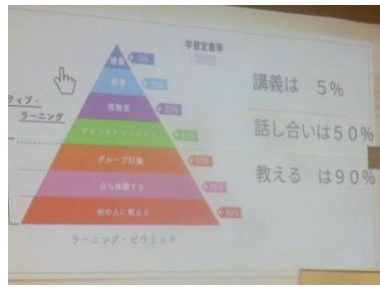 学習定着率
講義
5%
読書
視聴覚
20%
デモンストレーション
グループ討論
50%
自ら体験する
75%
他の人に教える
90%
ティブ・
ラーニング
ラーニング・ピラミッド
講義は 5%
話し合いは50%
教える は90%